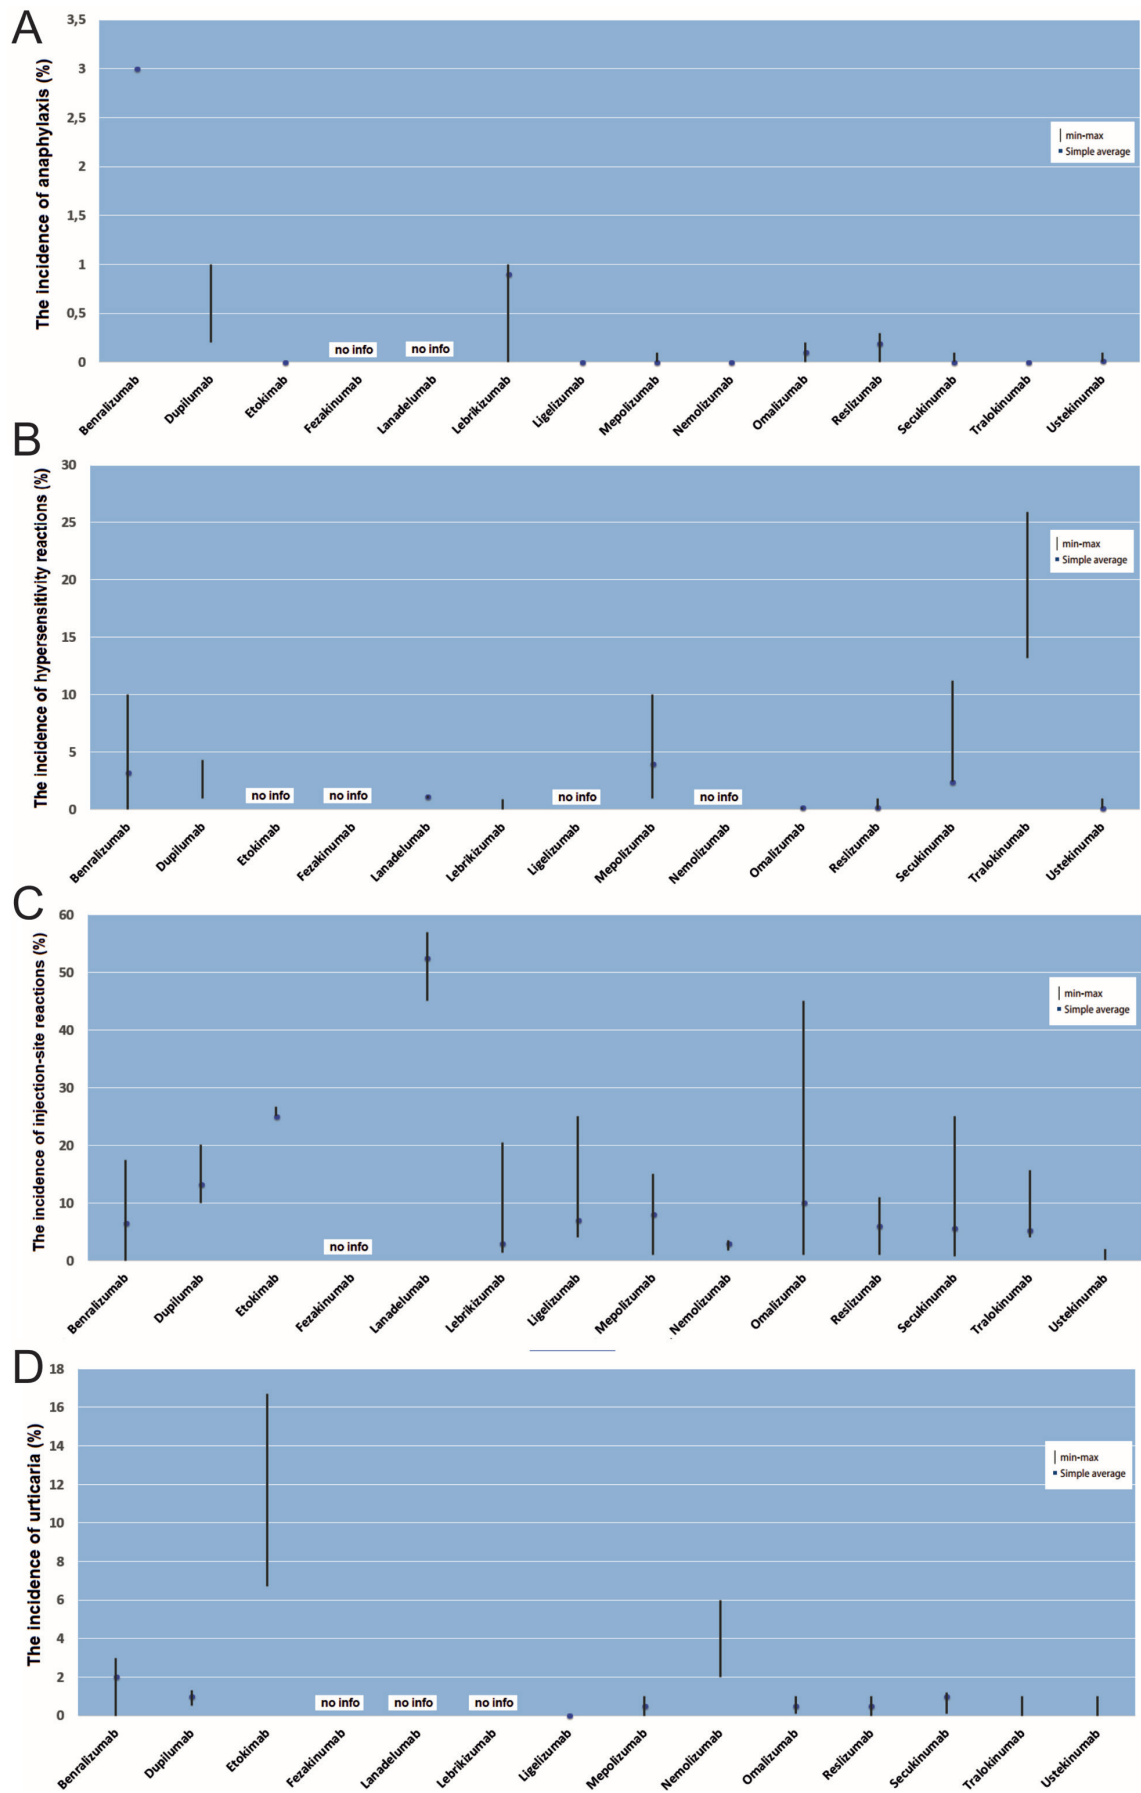 A
The incidence of anaphylaxis (%)
3,5
3
2,5
2
1,5
1
0,5
0
min-max
Simple average
no info
no info
Benralizumab
Dupilumab
Etokimab
Fezakinumab
Lanadelumab
Lebrikizumab
Ligelizumab
Mepolizumab
Nemolizumab
Omalizumab
Reslizumab
Secukinumab
Tralokinumab
Ustekinumab
B
The incidence of hypersensitivity reactions (%)
30
25
20
15
10
5
0
min-max
Simple average
no info
no info
no info
no info
Benralizumab
Dupilumab
Etokimab
Fezakinumab
Lanadelumab
Lebrikizumab
Ligelizumab
Mepolizumab
Nemolizumab
Omalizumab
Reslizumab
Secukinumab
Tralokinumab
Ustekinumab
C
The incidence of injection-site reactions (%)
60
50
40
30
20
10
0
min-max
Simple average
no info
Benralizumab
Dupilumab
Etokimab
Fezakinumab
Lanadelumab
Lebrikizumab
Ligelizumab
Mepolizumab
Nemolizumab
Omalizumab
Reslizumab
Secukinumab
Tralokinumab
Ustekinumab
D
The incidence of urticaria (%)
18
16
14
12
10
8
6
4
2
0
min-max
Simple average
no info
no info
no info
Benralizumab
Dupilumab
Etokimab
Fezakinumab
Lanadelumab
Lebrikizumab
Ligelizumab
Mepolizumab
Nemolizumab
Omalizumab
Reslizumab
Secukinumab
Tralokinumab
Ustekinumab